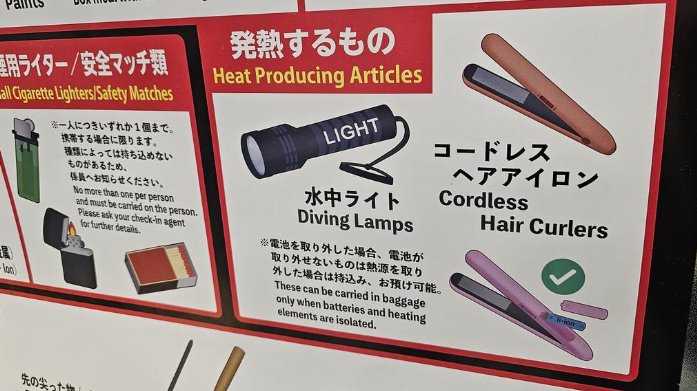 Paints
発熱するもの
Heat Producing Articles
用ライター/安全マッチ類
all Cigarette Lighters/Safety Matches
※一人につきいずれか1個まで。
携帯する場合に限ります。
種類によっては持ち込めない
ものがあるため、
係員へお知らせください。
No more than one per person
and must be carried on the person.
Please ask your check-in agent
for further details.
LIGHT
水中ライト
Diving Lamps
コードレス
ヘアアイロン
Cordless
Hair Curlers
※電池を取り外した場合、電池が
取り外せないものは熱源を取り
外した場合は持込み、お預け可能。
These can be carried in baggage
only when batteries and heating
elements are isolated.
Li-ion
先の尖った物